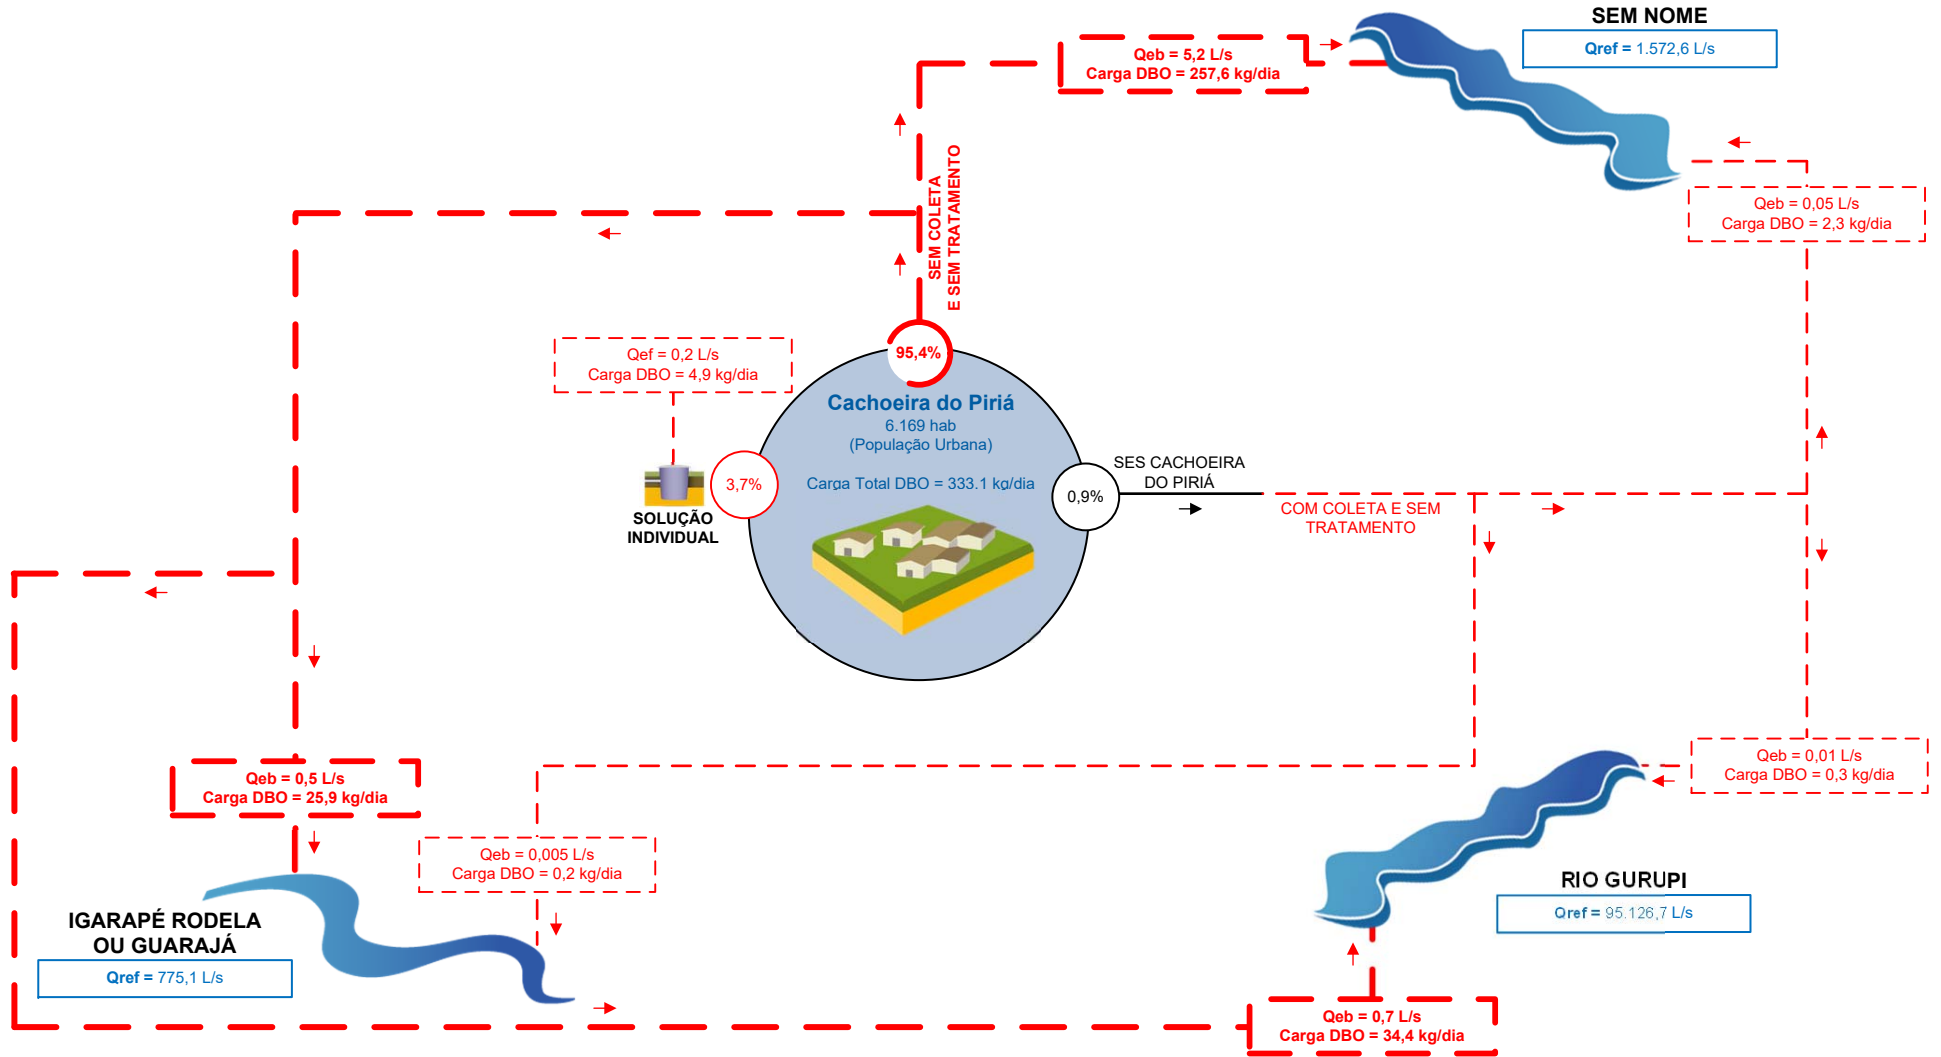 SEM NOME
Qref = 1.572,6 L/s
Qeb = 5,2 L/s
Carga DBO = 257,6 kg/dia
Qeb = 0,05 L/s
Carga DBO = 2,3 kg/dia
SEM COLETA
E SEM TRATAMENTO
95,4%
Qef = 0,2 L/s
Carga DBO = 4,9 kg/dia
Cachoeira do Piriá
6.169 hab
(População Urbana)
Carga Total DBO = 333.1 kg/dia
3,7%
SOLUÇÃO
INDIVIDUAL
0,9%
SES CACHOEIRA
DO PIRIÁ
COM COLETA E SEM
TRATAMENTO
Qeb = 0,5 L/s
Carga DBO = 25,9 kg/dia
Qeb = 0,005 L/s
Carga DBO = 0,2 kg/dia
Qeb = 0,01 L/s
Carga DBO = 0,3 kg/dia
IGARAPÉ RODELA
OU GUARAJÁ
Qref = 775,1 L/s
RIO GURUPI
Qref = 95.126,7 L/s
Qeb = 0,7 L/s
Carga DBO = 34,4 kg/dia